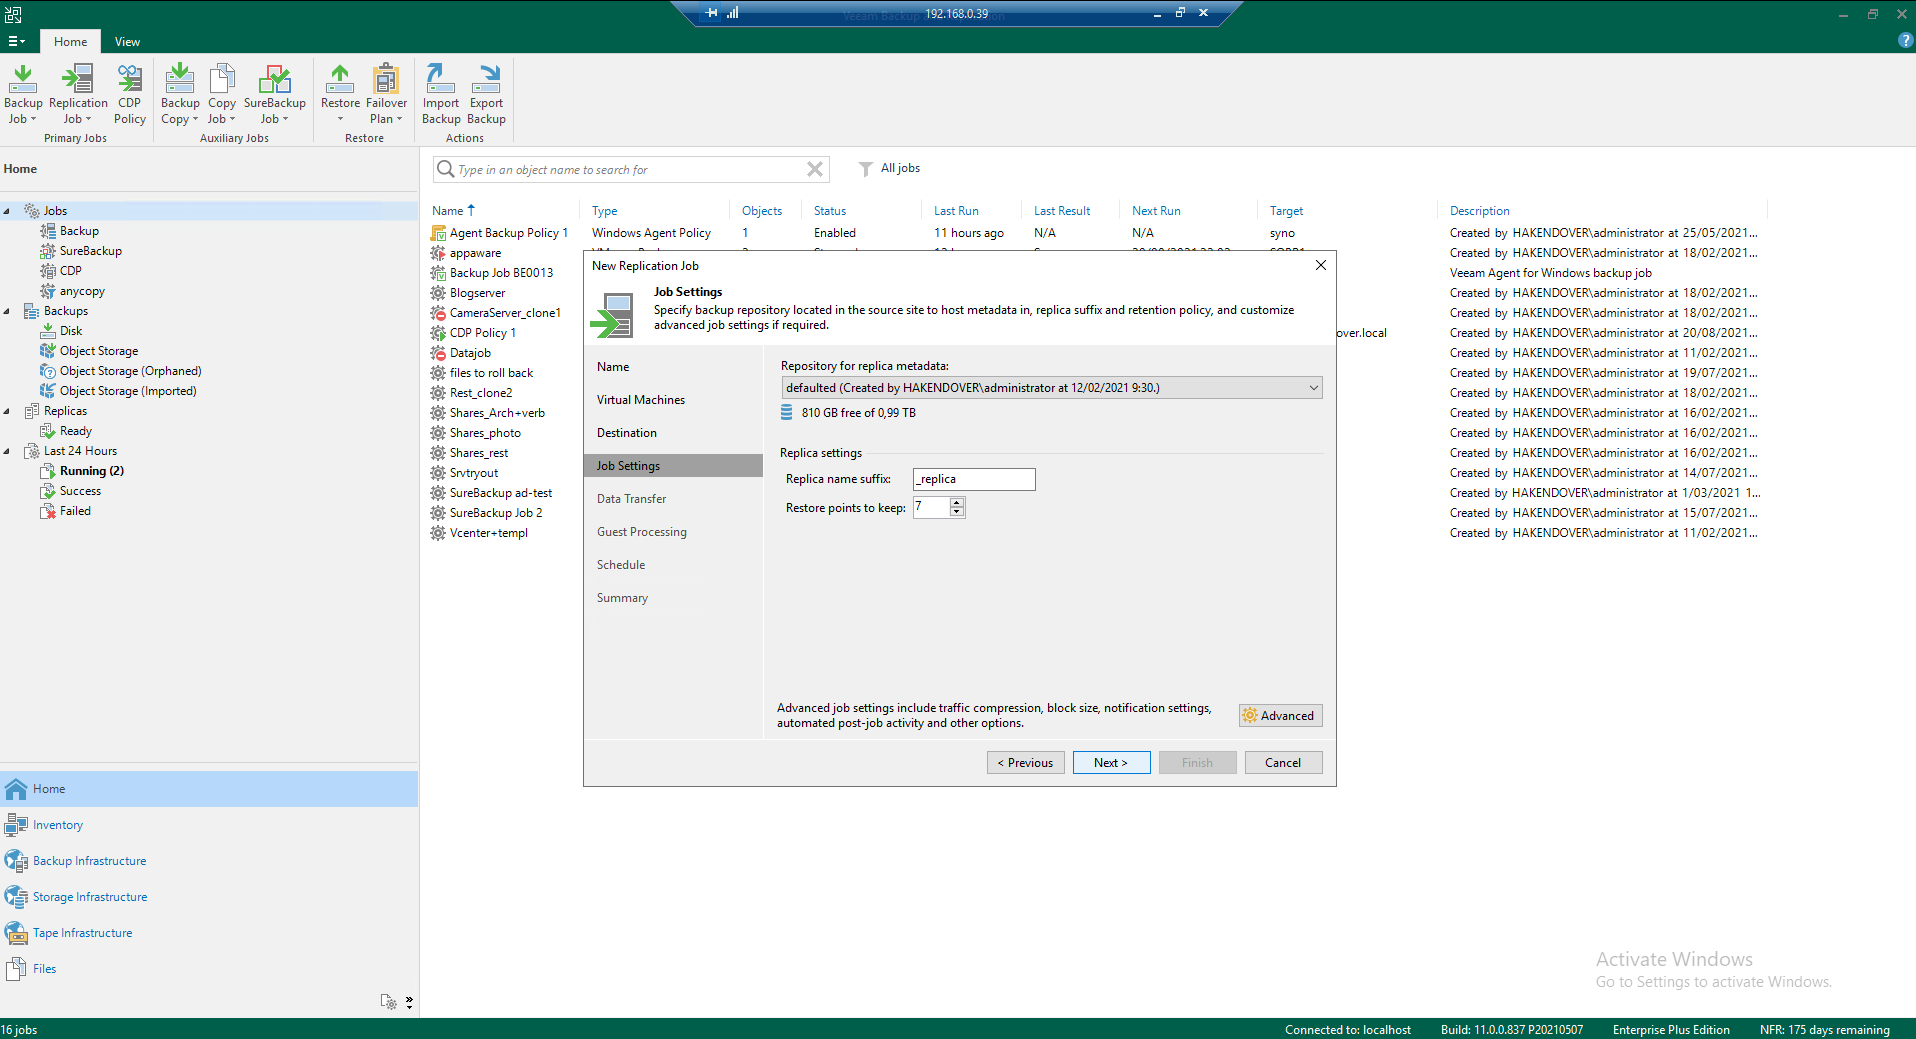 192.168.0.39
Home View
Backup Job
Replication Job
CDP Policy
Primary Jobs
Backup Copy
Copy Job
SureBackup Job
Auxiliary Jobs
Restore
Failover Plan
Restore
Import Backup
Export Backup
Actions
Home
Jobs
Backup
SureBackup
CDP
anycopy
Backups
Disk
Object Storage
Object Storage (Orphaned)
Object Storage (Imported)
Replicas
Ready
Last 24 Hours
Running (2)
Success
Failed
Home
Inventory
Backup Infrastructure
Storage Infrastructure
Tape Infrastructure
Files
Type in an object name to search for
All jobs
Name Type Objects Status Last Run Last Result Next Run Target Description
Agent Backup Policy 1 Windows Agent Policy 1 Enabled 11 hours ago N/A N/A syno Created by HAKENDOVER\administrator at 25/05/2021...
appaware Created by HAKENDOVER\administrator at 18/02/2021...
Backup Job BE0013 Veeam Agent for Windows backup job
Blogserver Created by HAKENDOVER\administrator at 18/02/2021...
CameraServer_clone1 Created by HAKENDOVER\administrator at 18/02/2021...
CDP Policy 1 over.local Created by HAKENDOVER\administrator at 20/08/2021...
Datajob Created by HAKENDOVER\administrator at 11/02/2021...
files to roll back Created by HAKENDOVER\administrator at 19/07/2021...
Rest_clone2 Created by HAKENDOVER\administrator at 18/02/2021...
Shares_Arch+verb Created by HAKENDOVER\administrator at 16/02/2021...
Shares_photo Created by HAKENDOVER\administrator at 16/02/2021...
Shares_rest Created by HAKENDOVER\administrator at 16/02/2021...
Srvtryout Created by HAKENDOVER\administrator at 14/07/2021...
SureBackup ad-test Created by HAKENDOVER\administrator at 1/03/2021 1...
SureBackup Job 2 Created by HAKENDOVER\administrator at 15/07/2021...
Vcenter+templ Created by HAKENDOVER\administrator at 11/02/2021...
New Replication Job
Job Settings
Specify backup repository located in the source site to host metadata in, replica suffix and retention policy, and customize
advanced job settings if required.
Name
Virtual Machines
Destination
Job Settings
Data Transfer
Guest Processing
Schedule
Summary
Repository for replica metadata:
defaulted (Created by HAKENDOVER\administrator at 12/02/2021 9:30.)
810 GB free of 0,99 TB
Replica settings
Replica name suffix: _replica
Restore points to keep: 7
Advanced job settings include traffic compression, block size, notification settings,
automated post-job activity and other options.
Advanced
< Previous Next > Finish Cancel
Activate Windows
Go to Settings to activate Windows.
16 jobs Connected to: localhost Build: 11.0.0.837 P20210507 Enterprise Plus Edition NFR: 175 days remaining